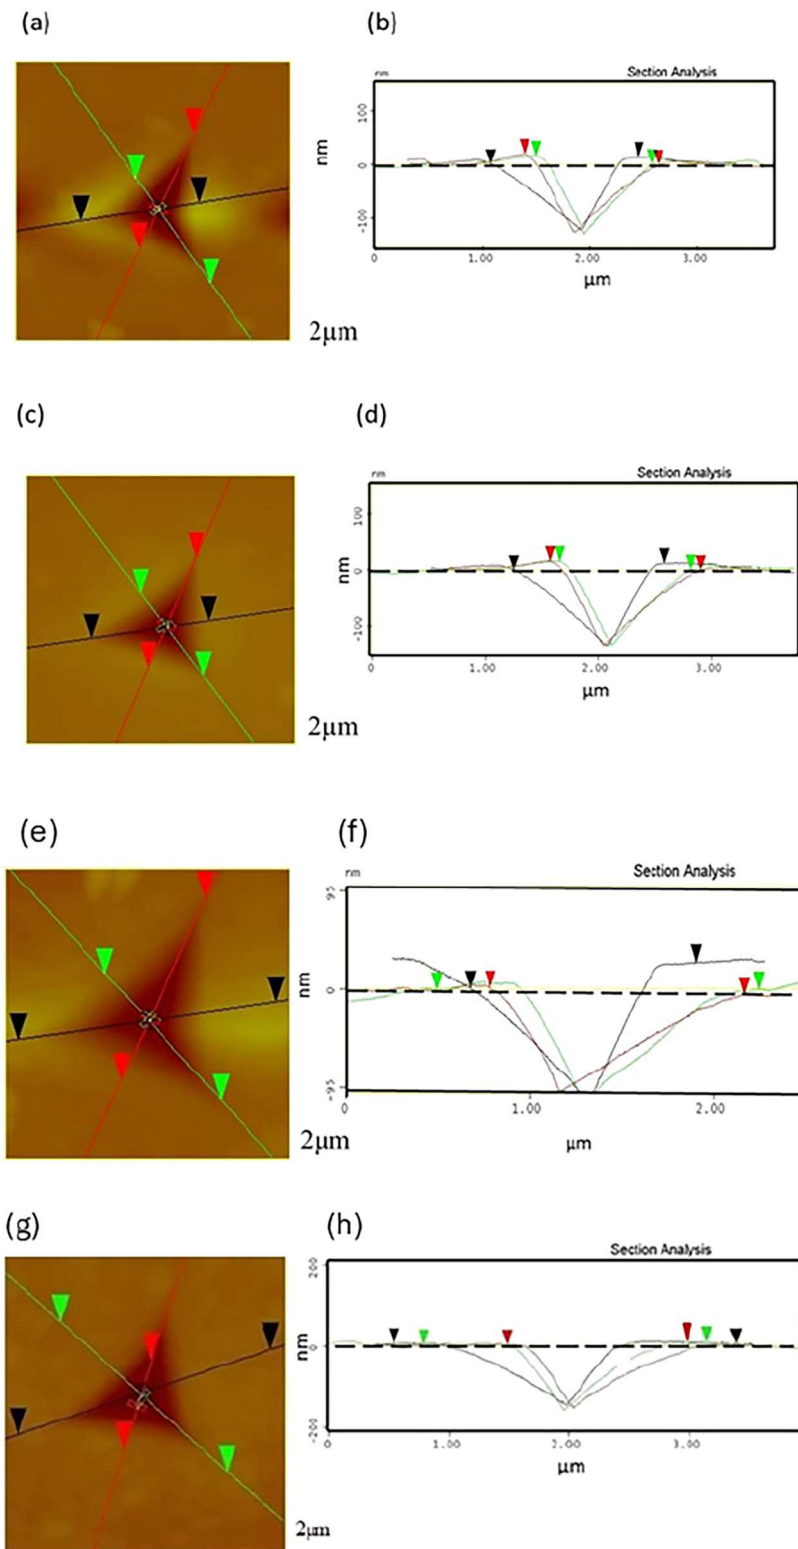 (a)
(b)
nm
Section Analysis
100
nm
0
-100
0
1.00
2.00
3.00
µm
2µm
(c)
(d)
nm
Section Analysis
100
nm
0
-100
0
1.00
2.00
3.00
µm
2µm
(e)
(f)
nm
Section Analysis
95
nm
0
-95
0
1.00
2.00
µm
2µm
(g)
(h)
Section Analysis
200
nm
0
-200
0
1.00
2.00
3.00
µm
2µm